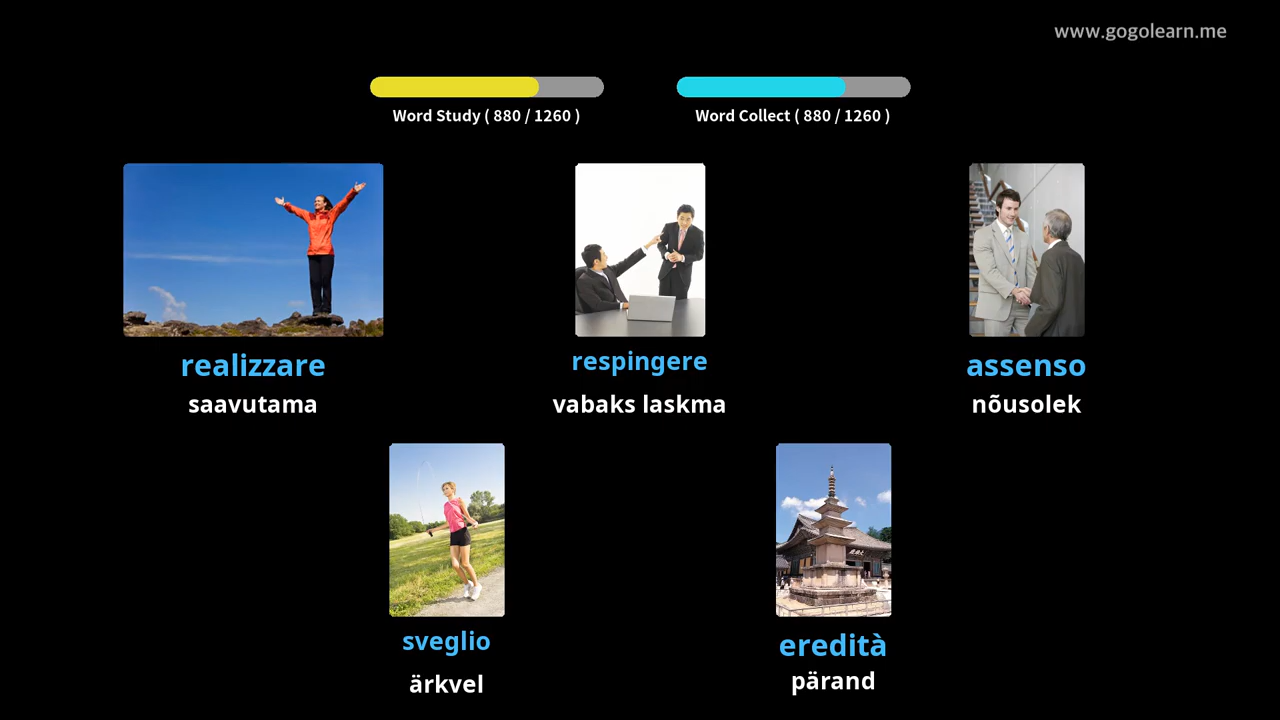 www.gogolearn.me
Word Study ( 880 / 1260 )
Word Collect ( 880 / 1260 )
realizzare
saavutama
respingere
vabaks laskma
assenso
nõusolek
sveglio
ärkvel
eredità
pärand